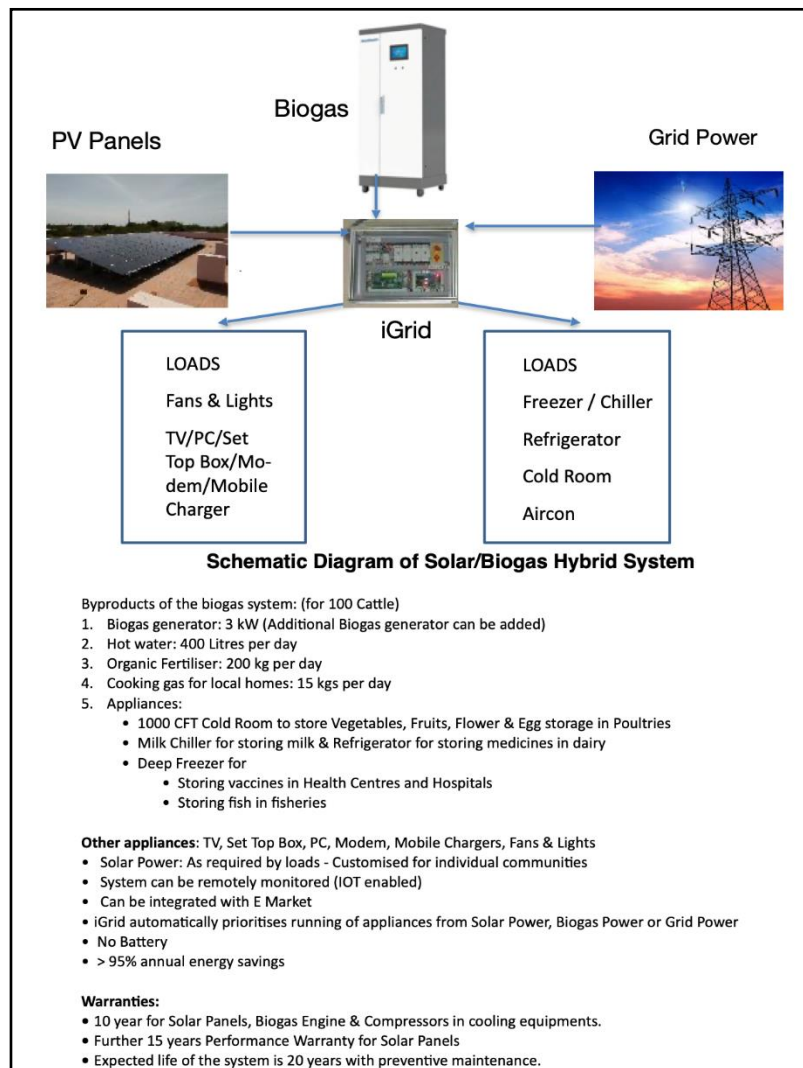 Biogas
PV Panels
Grid Power
iGrid
LOADS
Fans & Lights
TV/PC/Set
Top Box/Mo-
dem/Mobile
Charger
LOADS
Freezer / Chiller
Refrigerator
Cold Room
Aircon
Schematic Diagram of Solar/Biogas Hybrid System
Byproducts of the biogas system: (for 100 Cattle)
1. Biogas generator: 3 kW (Additional Biogas generator can be added)
2. Hot water: 400 Litres per day
3. Organic Fertiliser: 200 kg per day
4. Cooking gas for local homes: 15 kgs per day
5. Appliances:
• 1000 CFT Cold Room to store Vegetables, Fruits, Flower & Egg storage in Poultries
• Milk Chiller for storing milk & Refrigerator for storing medicines in dairy
• Deep Freezer for
• Storing vaccines in Health Centres and Hospitals
• Storing fish in fisheries
Other appliances: TV, Set Top Box, PC, Modem, Mobile Chargers, Fans & Lights
• Solar Power: As required by loads - Customised for individual communities
• System can be remotely monitored (IOT enabled)
• Can be integrated with E Market
• iGrid automatically prioritises running of appliances from Solar Power, Biogas Power or Grid Power
• No Battery
• > 95% annual energy savings
Warranties:
• 10 year for Solar Panels, Biogas Engine & Compressors in cooling equipments.
• Further 15 years Performance Warranty for Solar Panels
• Expected life of the system is 20 years with preventive maintenance.